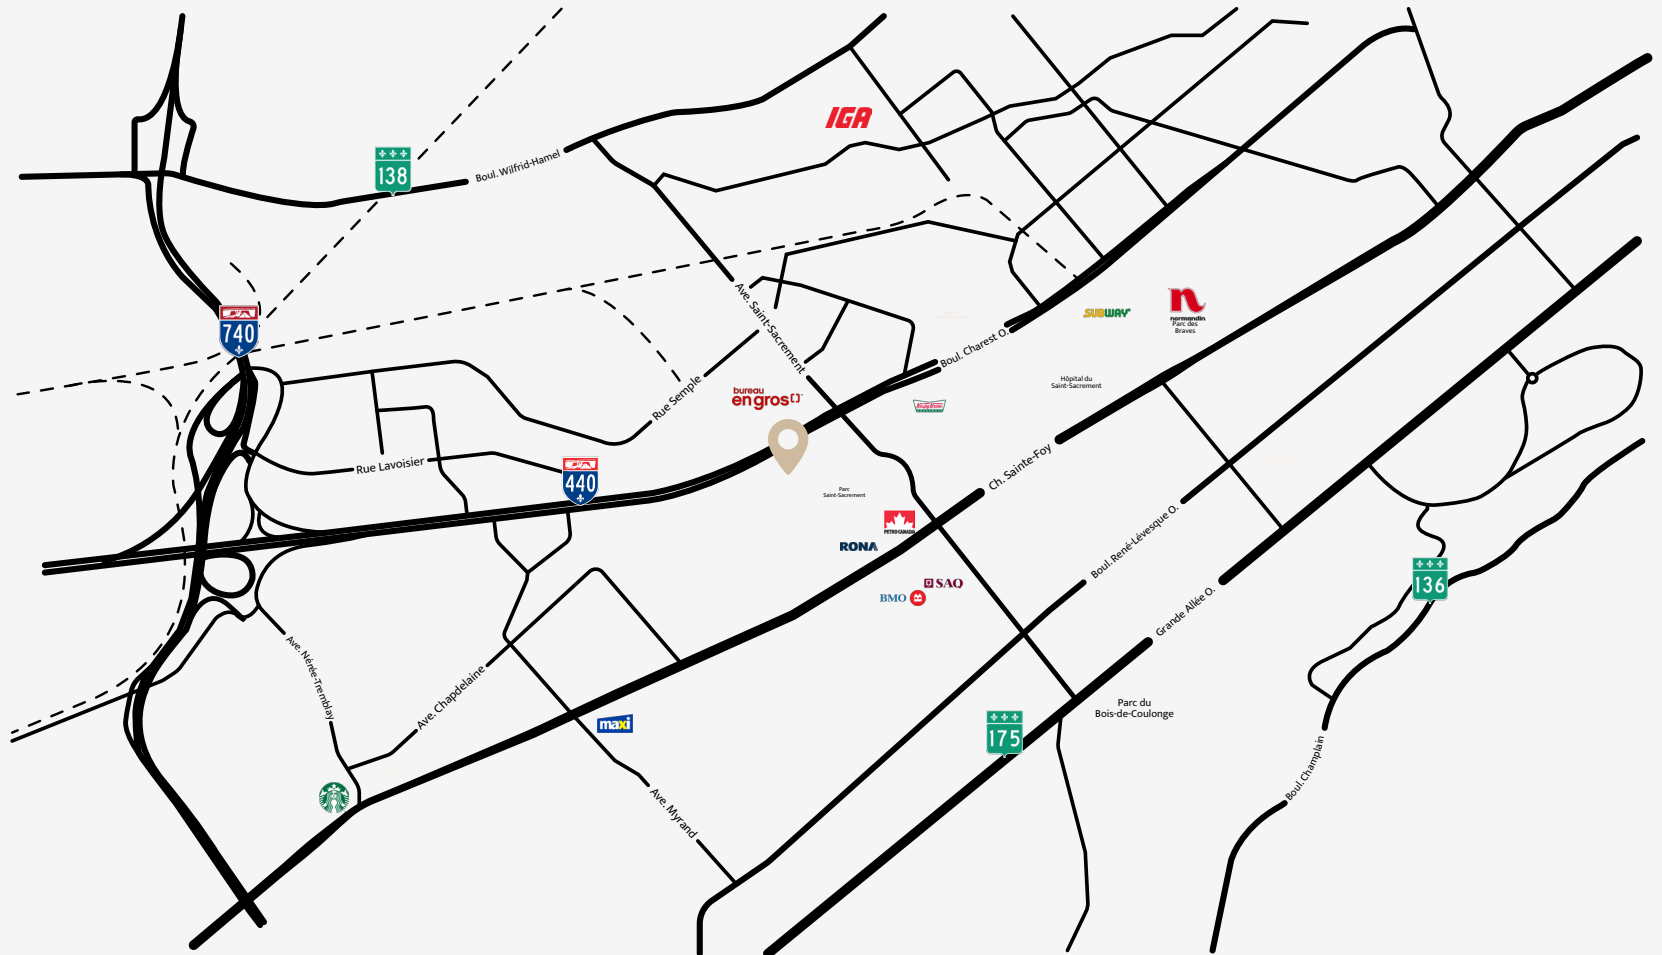 IGA
138
Boul. Wilfrid-Hamel
Ave. Saint-Sacrement
740
SUBWAY
normandin
Parc des
Braves
Boul. Charest O.
Hôpital du
Saint-Sacrement
bureau
en gros
Rue Semple
Krispy Kreme
Rue Lavoisier
440
Ch. Sainte-Foy
Parc
Saint-Sacrement
PETRO-CANADA
RONA
Boul. René-Lévesque O.
SAQ
BMO
136
Grande Allée O.
Ave. Nérée-Tremblay
Ave. Chapdelaine
maxi
Parc du
Bois-de-Coulonge
175
Boul. Champlain
Ave. Myrand